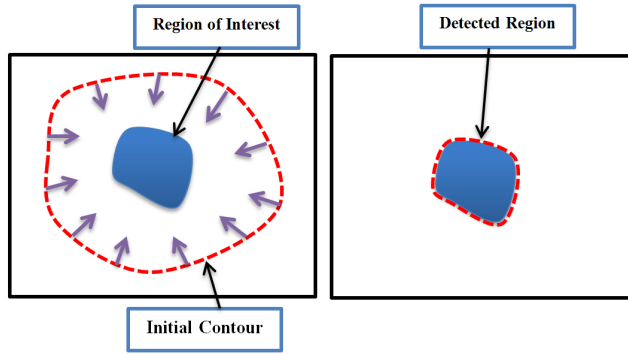 Region of Interest
Detected Region
Initial Contour